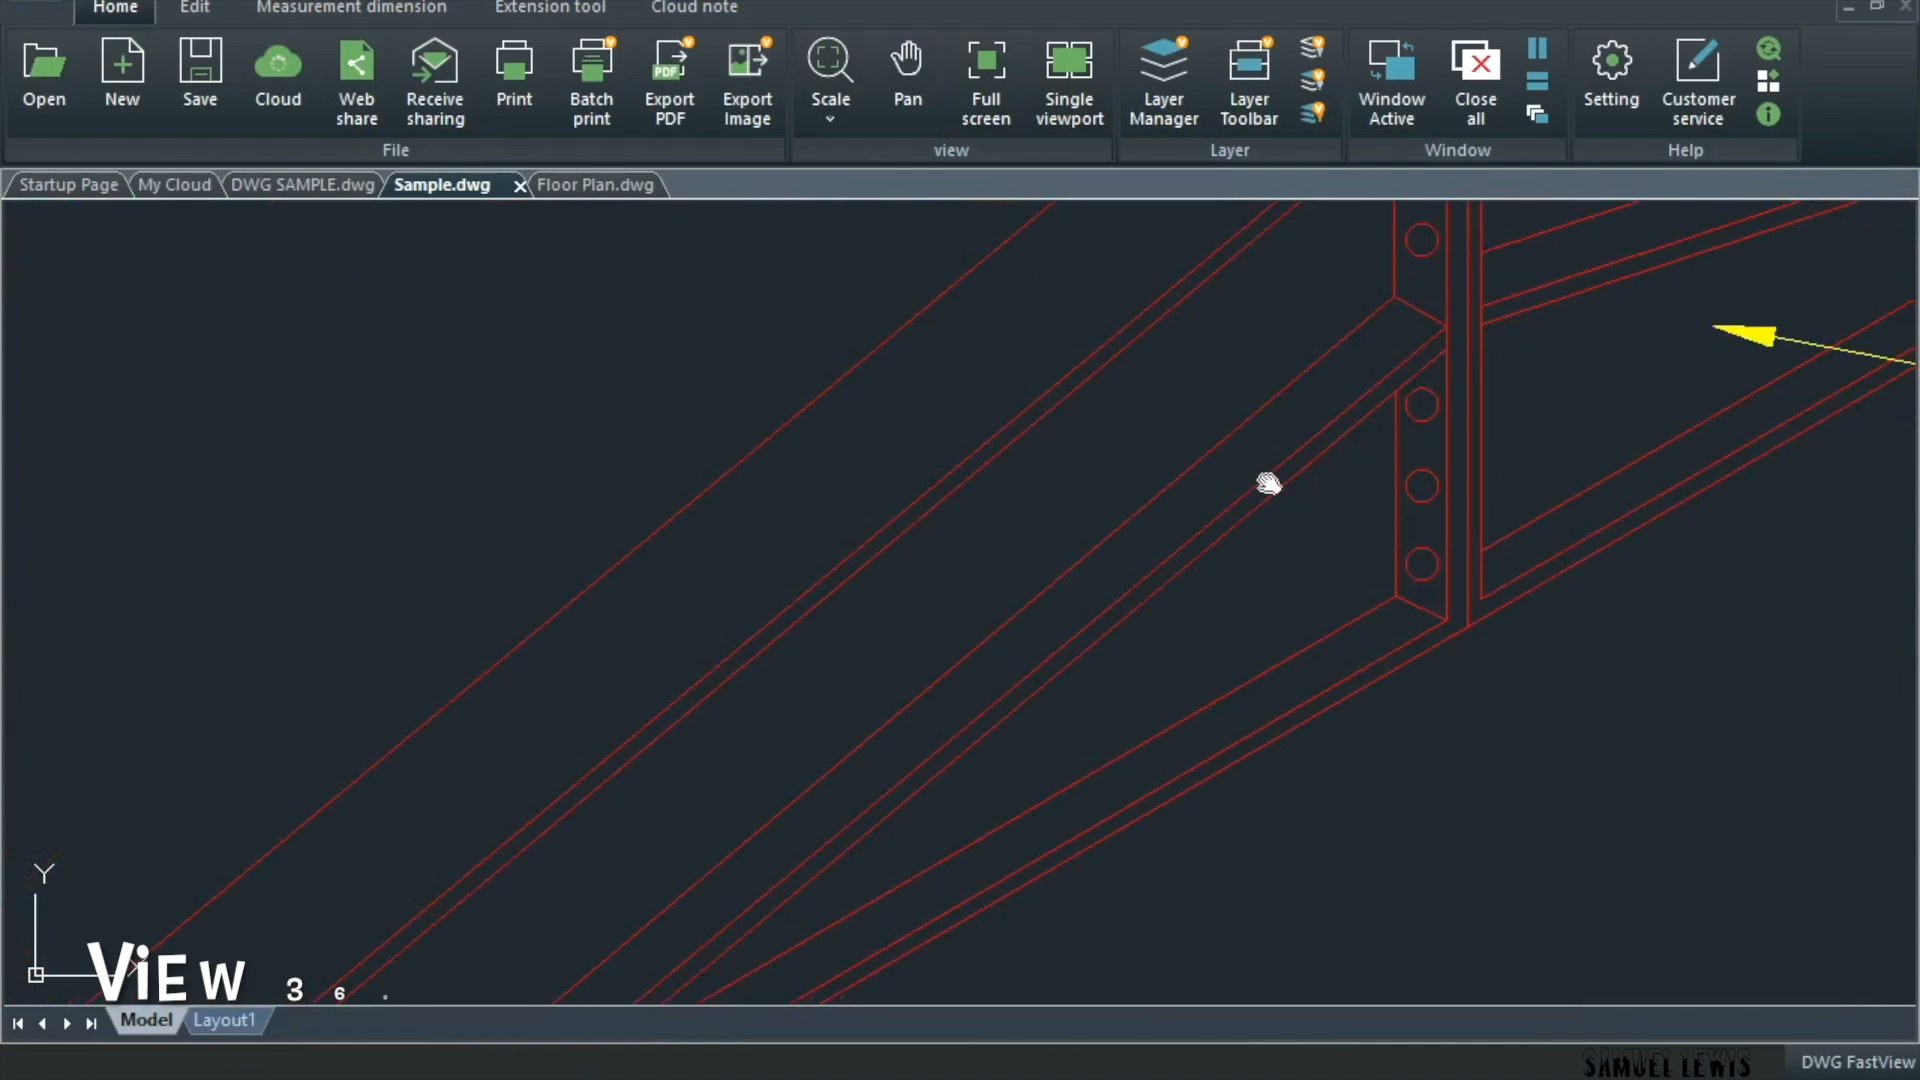 Home Edit Measurement dimension Extension tool Cloud note
Open New Save Cloud Web share Receive sharing Print Batch print Export PDF Export Image Scale Pan Full screen Single viewport Layer Manager Layer Toolbar Window Active Close all Setting Customer service
PDF
File view Layer Window Help
Startup Page My Cloud DWG SAMPLE.dwg Sample.dwg Floor Plan.dwg
Y
ViEW 3 6
Model Layout1
SAMUEL LEWIS DWG FastView